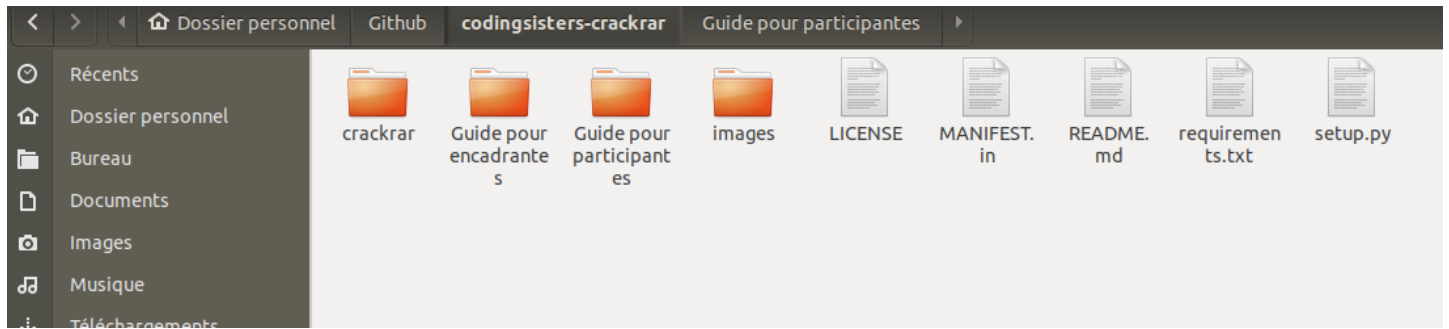 Dossier personnel Github codingsisters-crackrar Guide pour participantes
Récents
Dossier personnel
Bureau
Documents
Images
Musique
Téléchargements
crackrar
Guide pour
encadrante
s
Guide pour
participant
es
images
LICENSE
MANIFEST.
in
README.
md
requiremen
ts.txt
setup.py